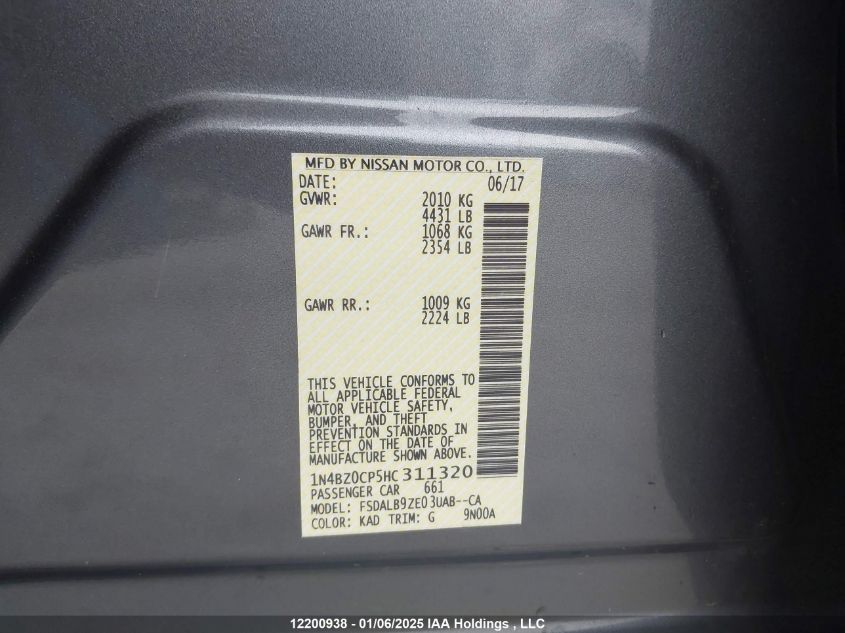 MFD BY NISSAN MOTOR CO., LTD.
DATE: 06/17
GVWR: 2010 KG
4431 LB
GAWR FR.: 1068 KG
2354 LB
GAWR RR.: 1009 KG
2224 LB
THIS VEHICLE CONFORMS TO
ALL APPLICABLE FEDERAL
MOTOR VEHICLE SAFETY,
BUMPER, AND THEFT
PREVENTION STANDARDS IN
EFFECT ON THE DATE OF
MANUFACTURE SHOWN ABOVE.
1N4BZ0CP5HC311320
PASSENGER CAR 661
MODEL: FSDALB9ZE03UAB--CA
COLOR: KAD TRIM: G 9N00A
12200938 - 01/06/2025 IAA Holdings , LLC